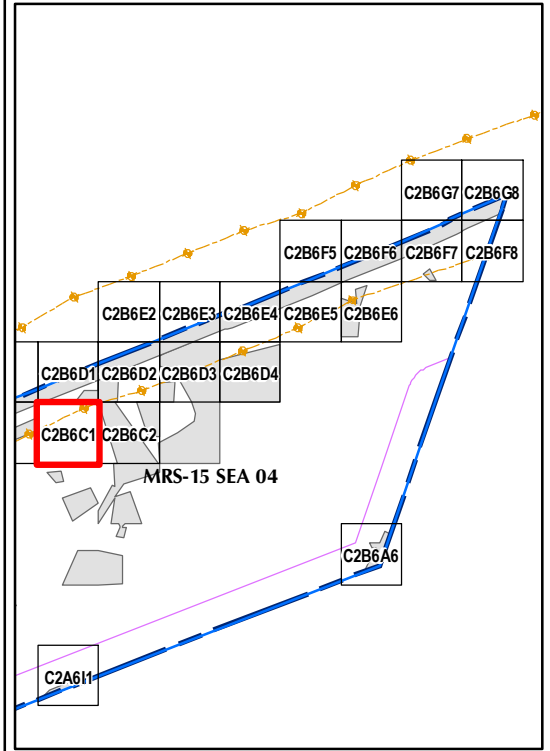 C2B6G7 C2B6G8
C2B6F5 C2B6F6 C2B6F7 C2B6F8
C2B6E2 C2B6E3 C2B6E4 C2B6E5 C2B6E6
C2B6D1 C2B6D2 C2B6D3 C2B6D4
C2B6C1 C2B6C2
MRS-15 SEA 04
C2B6A6
C2A6I1